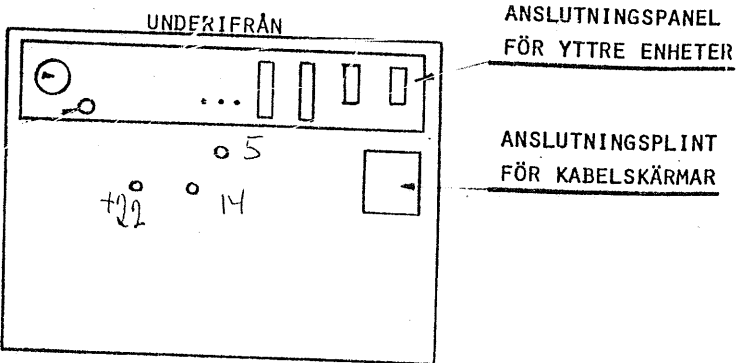 UNDERIFRÅN
ANSLUTNINGSPANEL
FÖR YTTRE ENHETER
ANSLUTNINGSPLINT
FÖR KABELSKÄRMAR
5
+22
14